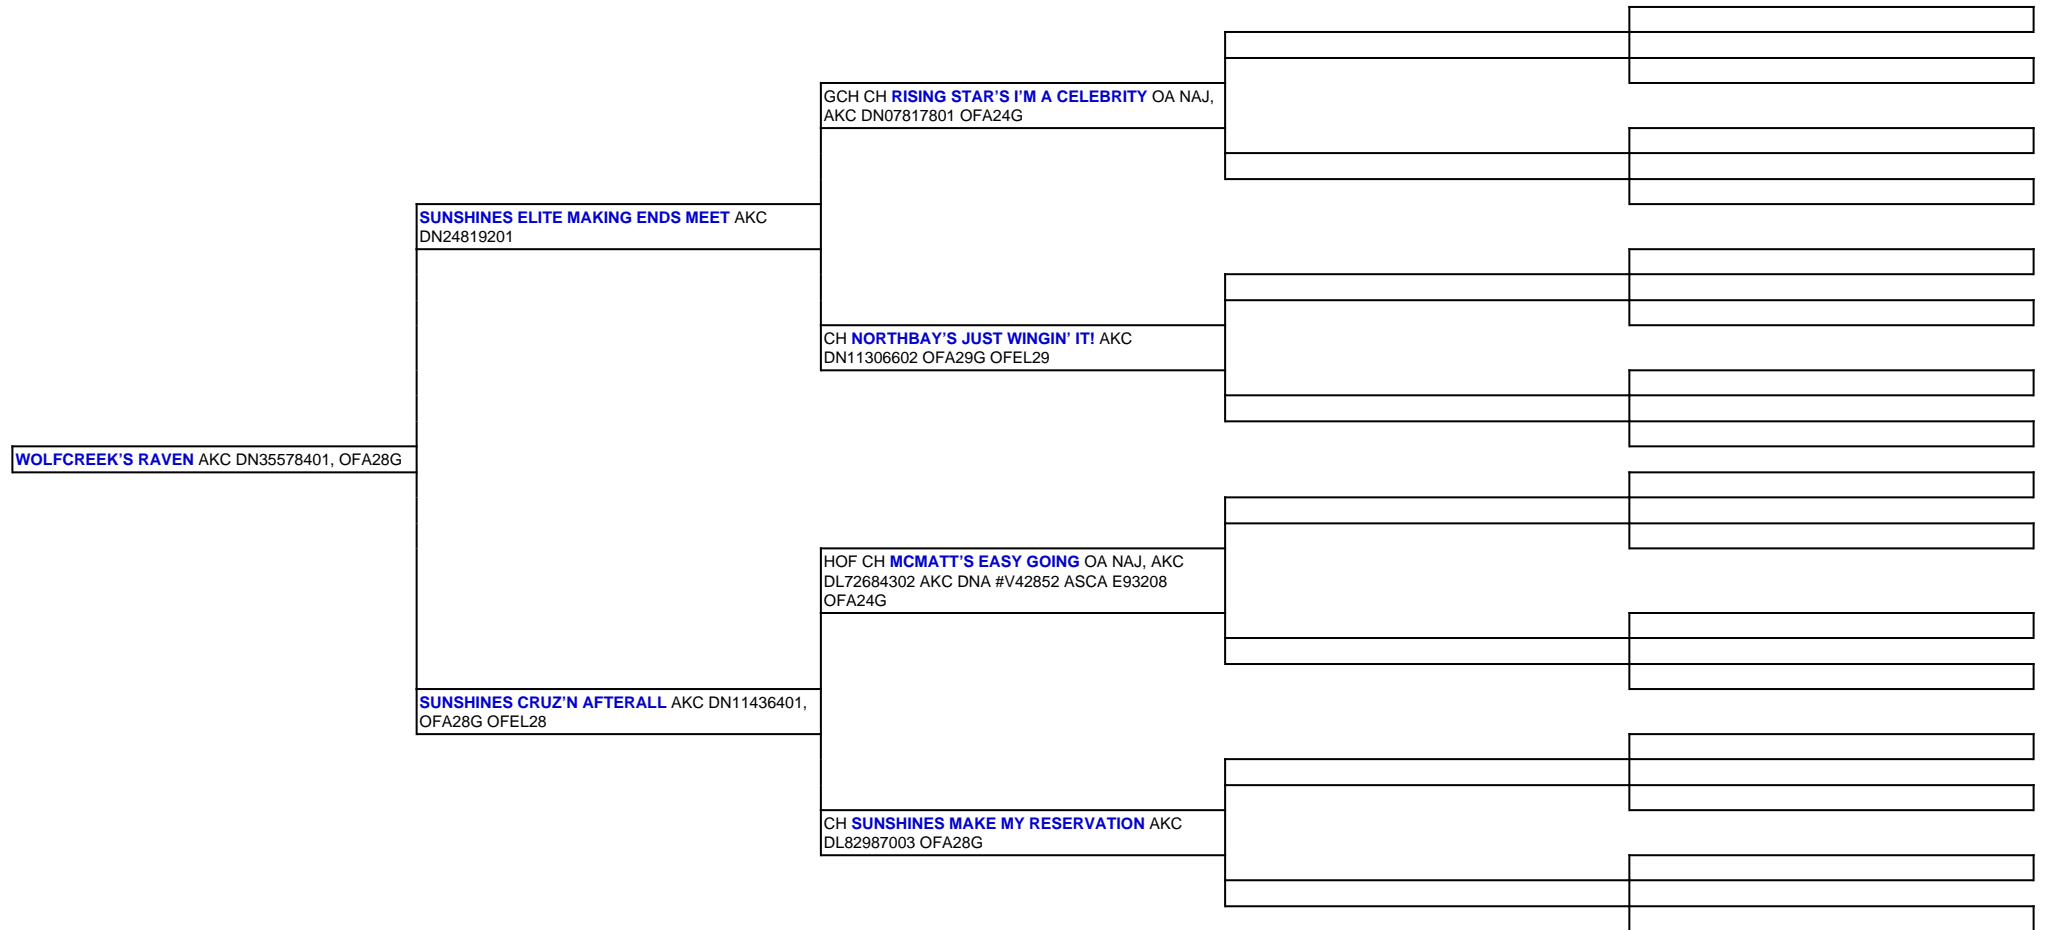 GCH CH RISING STAR’S I’M A CELEBRITY OA NAJ,
AKC DN07817801 OFA24G
SUNSHINES ELITE MAKING ENDS MEET AKC
DN24819201
CH NORTHBAY’S JUST WINGIN’ IT! AKC
DN11306602 OFA29G OFEL29
WOLFCREEK’S RAVEN AKC DN35578401, OFA28G
HOF CH MCMATT’S EASY GOING OA NAJ, AKC
DL72684302 AKC DNA #V42852 ASCA E93208
OFA24G
SUNSHINES CRUZ’N AFTERALL AKC DN11436401,
OFA28G OFEL28
CH SUNSHINES MAKE MY RESERVATION AKC
DL82987003 OFA28G